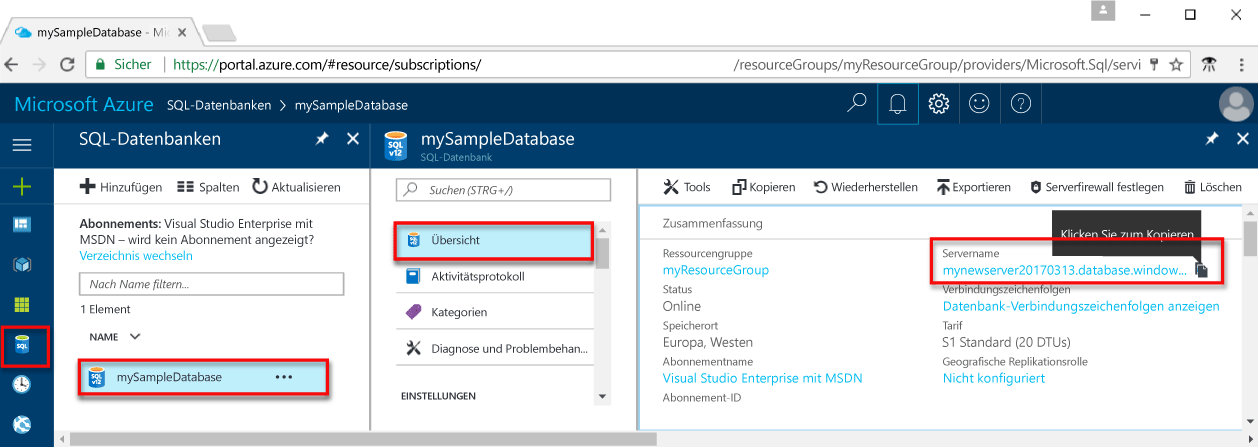 mySampleDatabase - Mi
Sicher https://portal.azure.com/#resource/subscriptions/ /resourceGroups/myResourceGroup/providers/Microsoft.Sql/servi
Microsoft Azure SQL-Datenbanken > mySampleDatabase
SQL-Datenbanken
Hinzufügen Spalten Aktualisieren
Abonnements: Visual Studio Enterprise mit
MSDN – wird kein Abonnement angezeigt?
Verzeichnis wechseln
Nach Name filtern...
1 Element
NAME
SQL v12 mySampleDatabase ...
SQL v12 mySampleDatabase
SQL-Datenbank
Suchen (STRG+/)
Übersicht
Aktivitätsprotokoll
Kategorien
Diagnose und Problembehan...
EINSTELLUNGEN
Tools Kopieren Wiederherstellen Exportieren Serverfirewall festlegen Löschen
Zusammenfassung
Klicken Sie zum Kopieren
Ressourcengruppe
myResourceGroup
Status
Online
Speicherort
Europa, Westen
Abonnementname
Visual Studio Enterprise mit MSDN
Abonnement-ID
Servername
mynewserver20170313.database.window...
Verbindungszeichenfolgen
Datenbank-Verbindungszeichenfolgen anzeigen
Tarif
S1 Standard (20 DTUs)
Geografische Replikationsrolle
Nicht konfiguriert